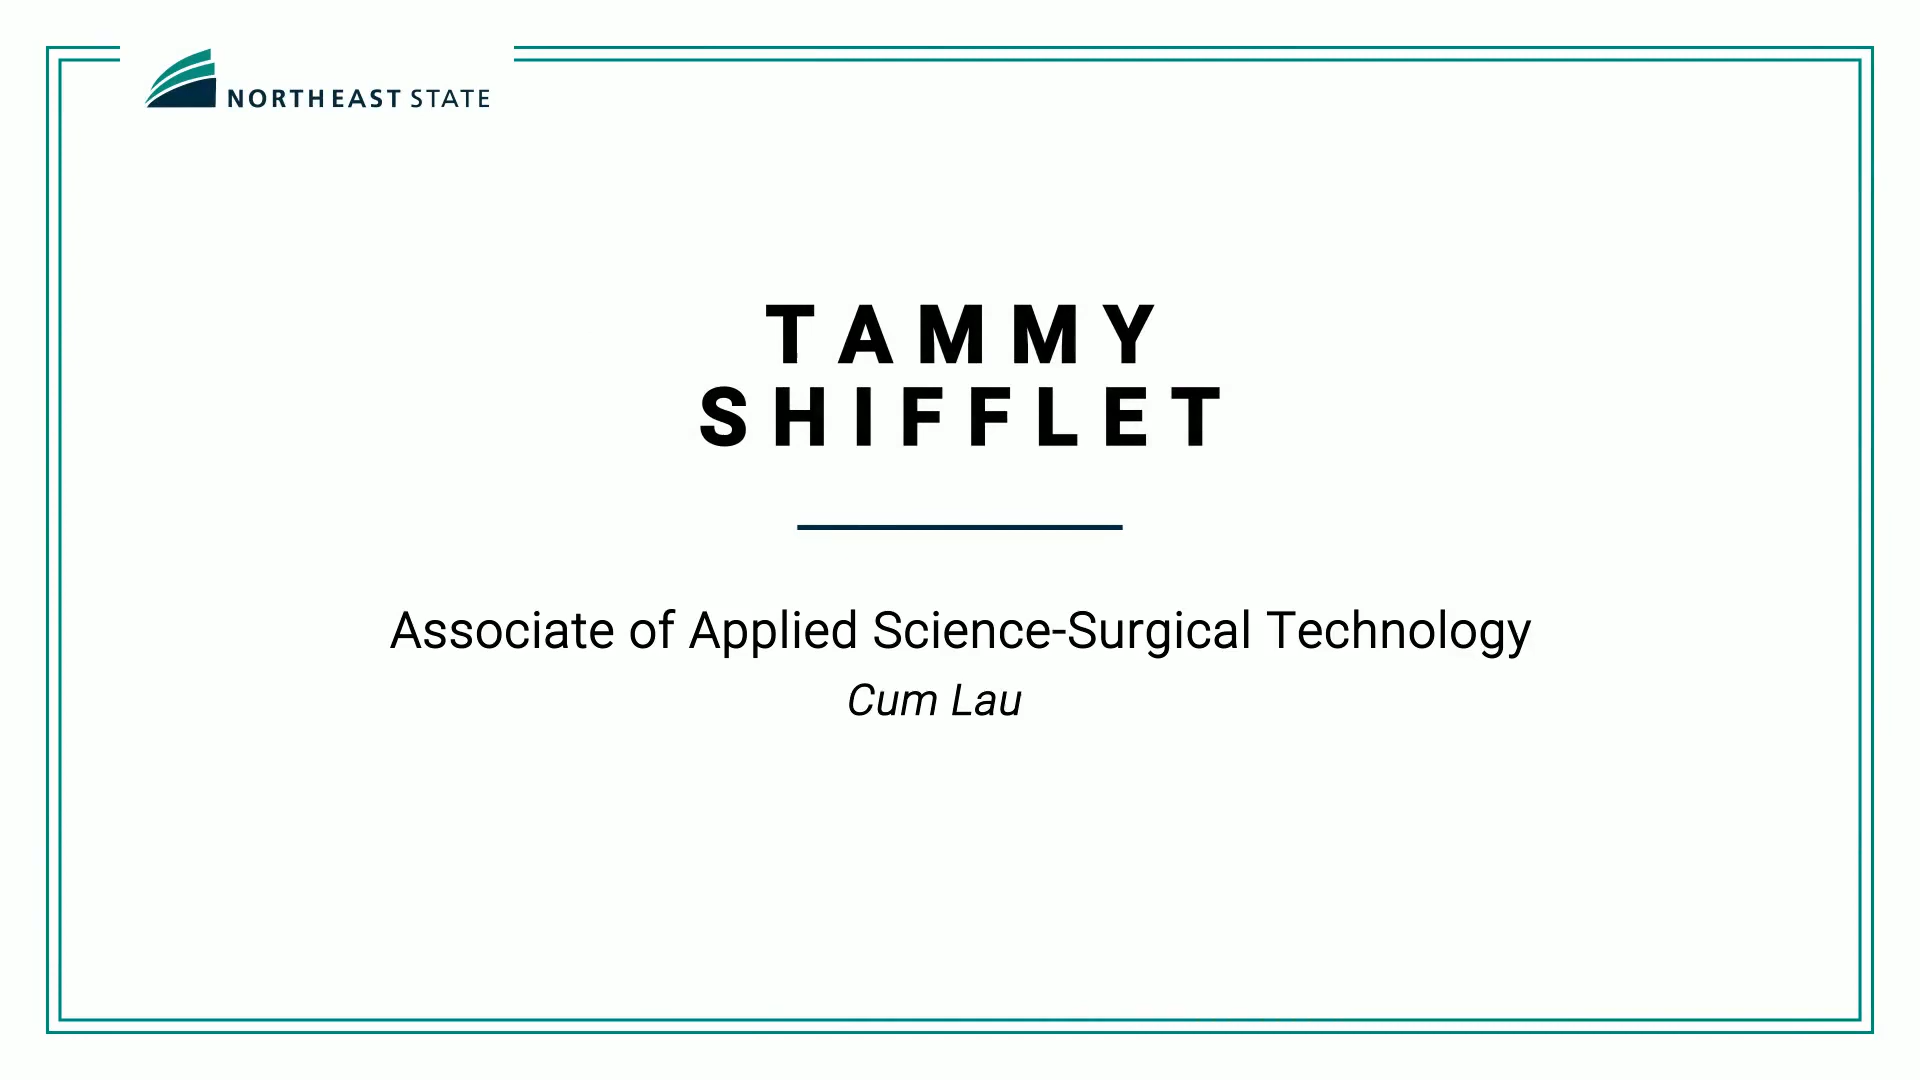 NORTHEAST STATE
TAMMY
SHIFFLET
Associate of Applied Science-Surgical Technology
Cum Lau